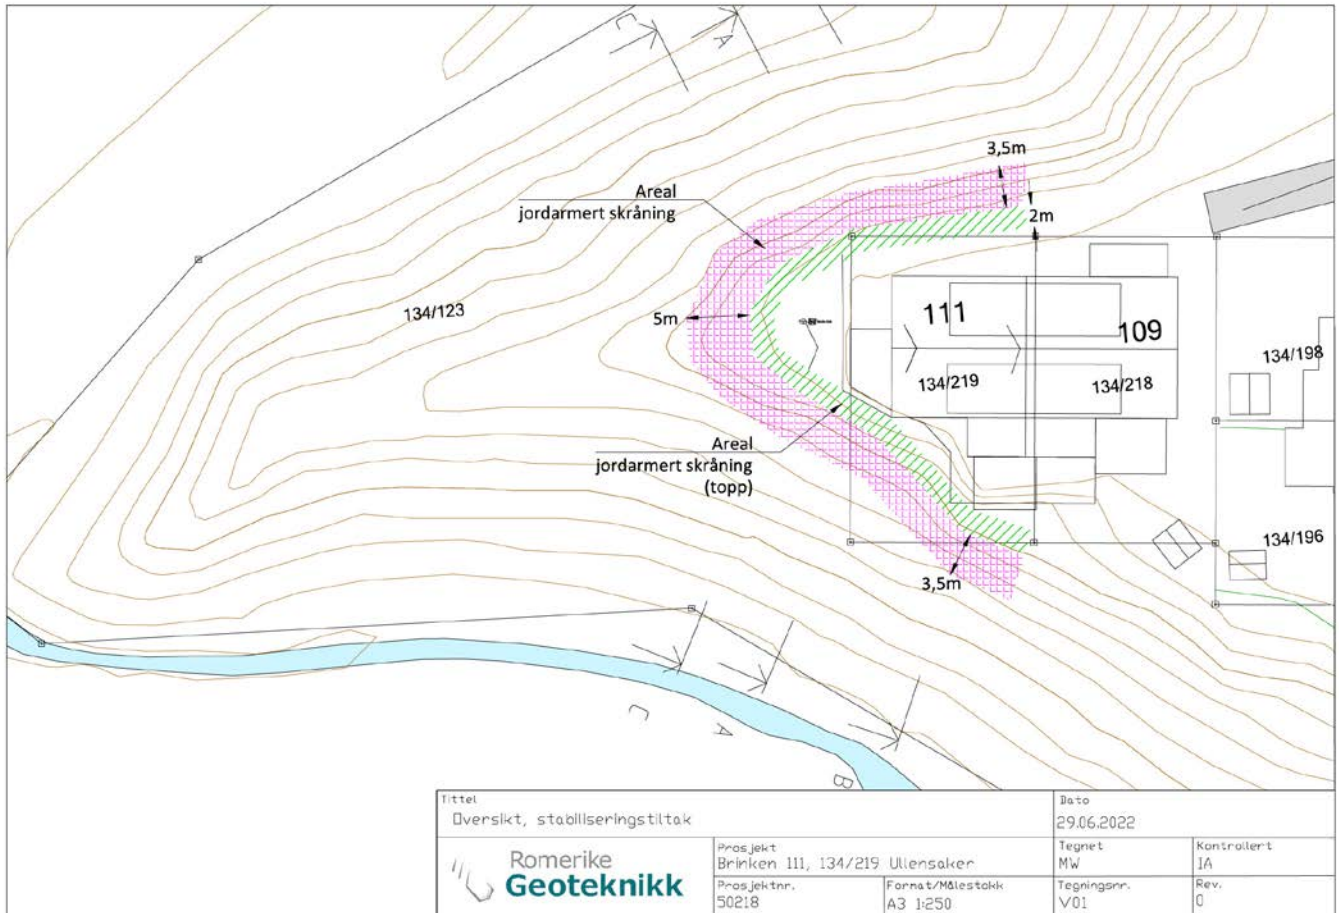 C
A
3,5m
Areal
jordarmert skråning
2m
134/123
5m
111
109
134/219
134/218
134/198
Areal
jordarmert skråning
(topp)
134/196
3,5m
C
A
B
Tittel
Oversikt, stabiliseringstiltak
Dato
29.06.2022
Romerike
Geoteknikk
Prosjekt
Brinken 111, 134/219 Ullensaker
Tegnet
MW
Kontrollert
IA
Prosjektnr.
50218
Format/Målestokk
A3 1:250
Tegningsnr.
V01
Rev.
0